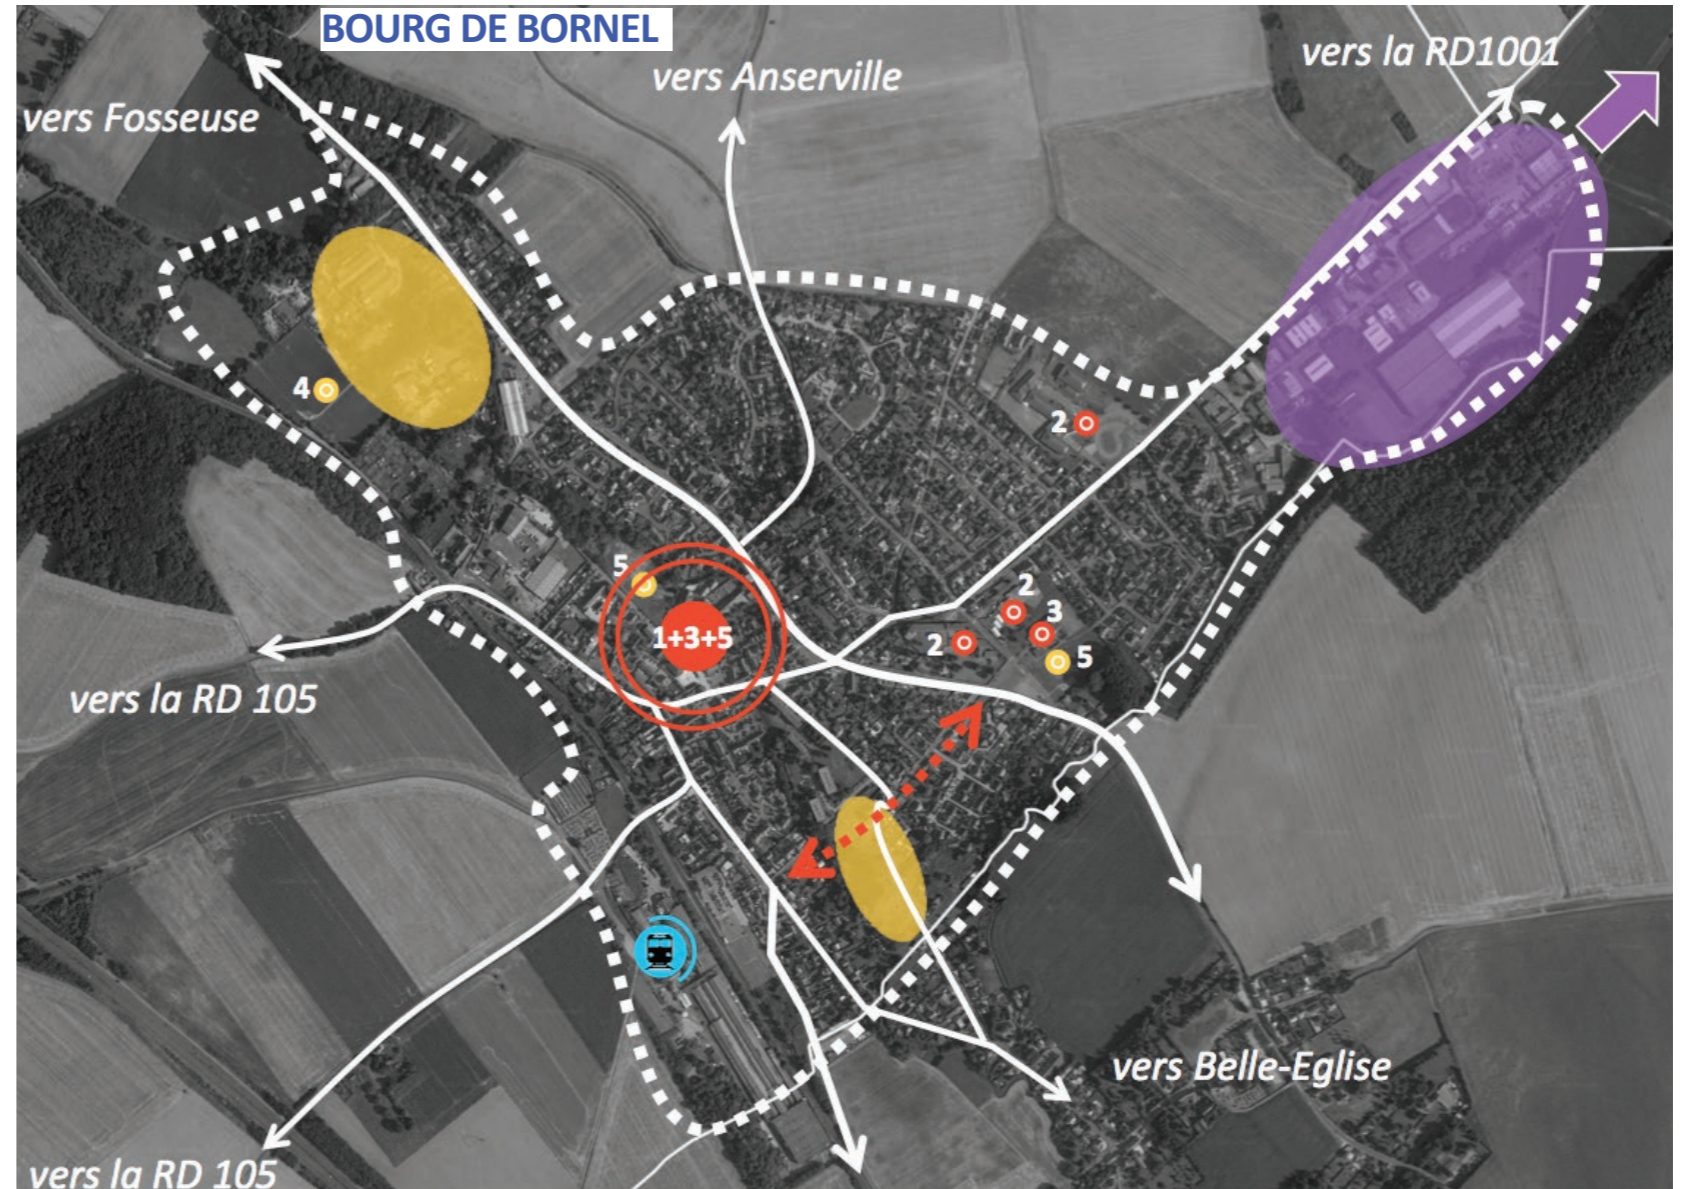 BOURG DE BORNEL
vers la RD1001
vers Anserville
vers Fosseuse
4
2
5
2
3
1+3+5
2
5
vers la RD 105
vers Belle-Eglise
vers la RD 105